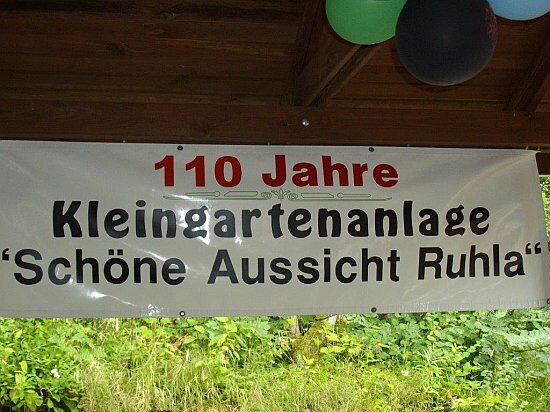 110 Jahre
Kleingartenanlage
"Schöne Aussicht Ruhla"